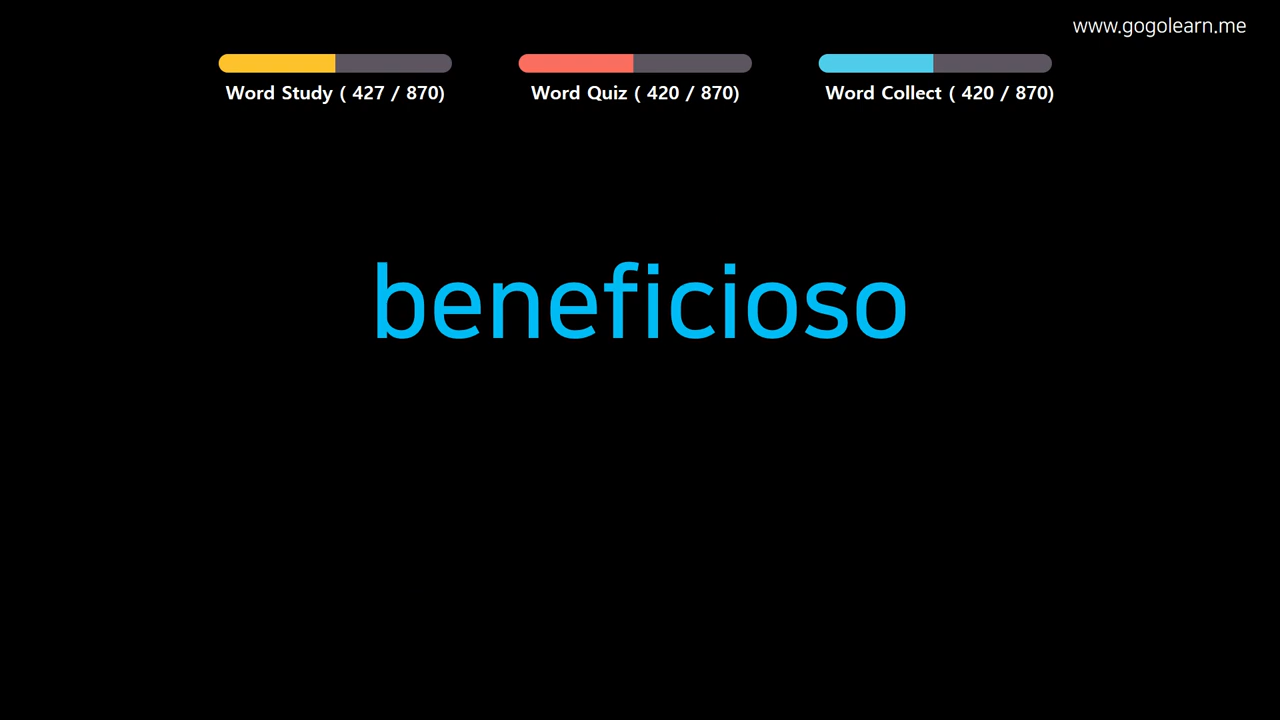 www.gogolearn.me
Word Study ( 427 / 870)
Word Quiz ( 420 / 870)
Word Collect ( 420 / 870)
beneficioso